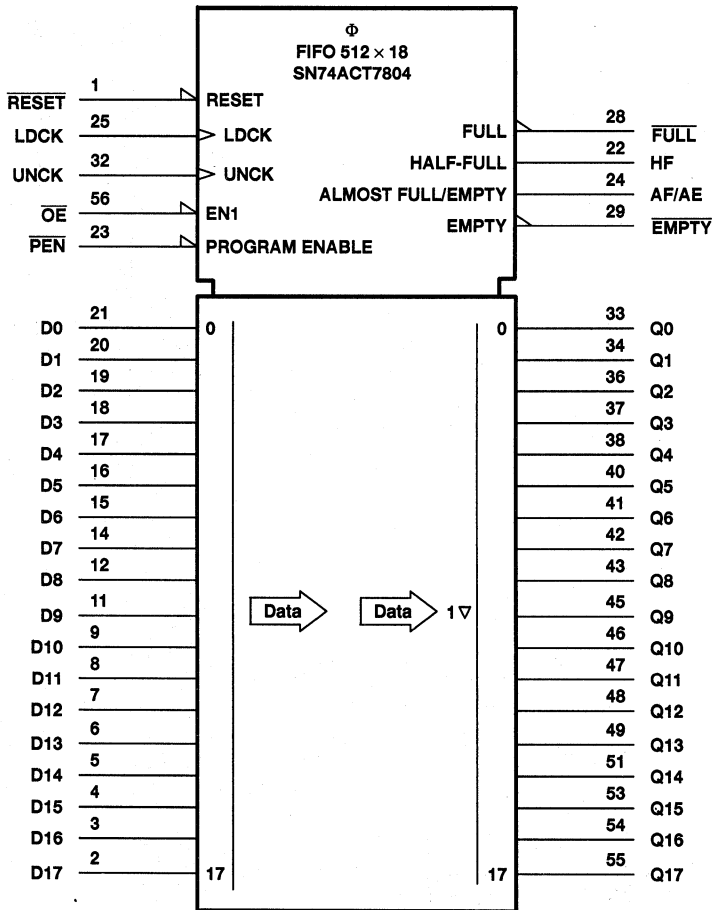 Φ
FIFO 512 × 18
SN74ACT7804
R̅E̅S̅E̅T̅ 1 RESET
LDCK 25 LDCK
UNCK 32 UNCK
O̅E̅ 56 EN1
P̅E̅N̅ 23 PROGRAM ENABLE
FULL 28 F̅U̅L̅L̅
HALF-FULL 22 HF
ALMOST FULL/EMPTY 24 AF/AE
EMPTY 29 E̅M̅P̅T̅Y̅
D0 21 0 0 33 Q0
D1 20 34 Q1
D2 19 36 Q2
D3 18 37 Q3
D4 17 38 Q4
D5 16 40 Q5
D6 15 41 Q6
D7 14 42 Q7
D8 12 43 Q8
D9 11 Data Data 1 ▽ 45 Q9
D10 9 46 Q10
D11 8 47 Q11
D12 7 48 Q12
D13 6 49 Q13
D14 5 51 Q14
D15 4 53 Q15
D16 3 54 Q16
D17 2 17 17 55 Q17